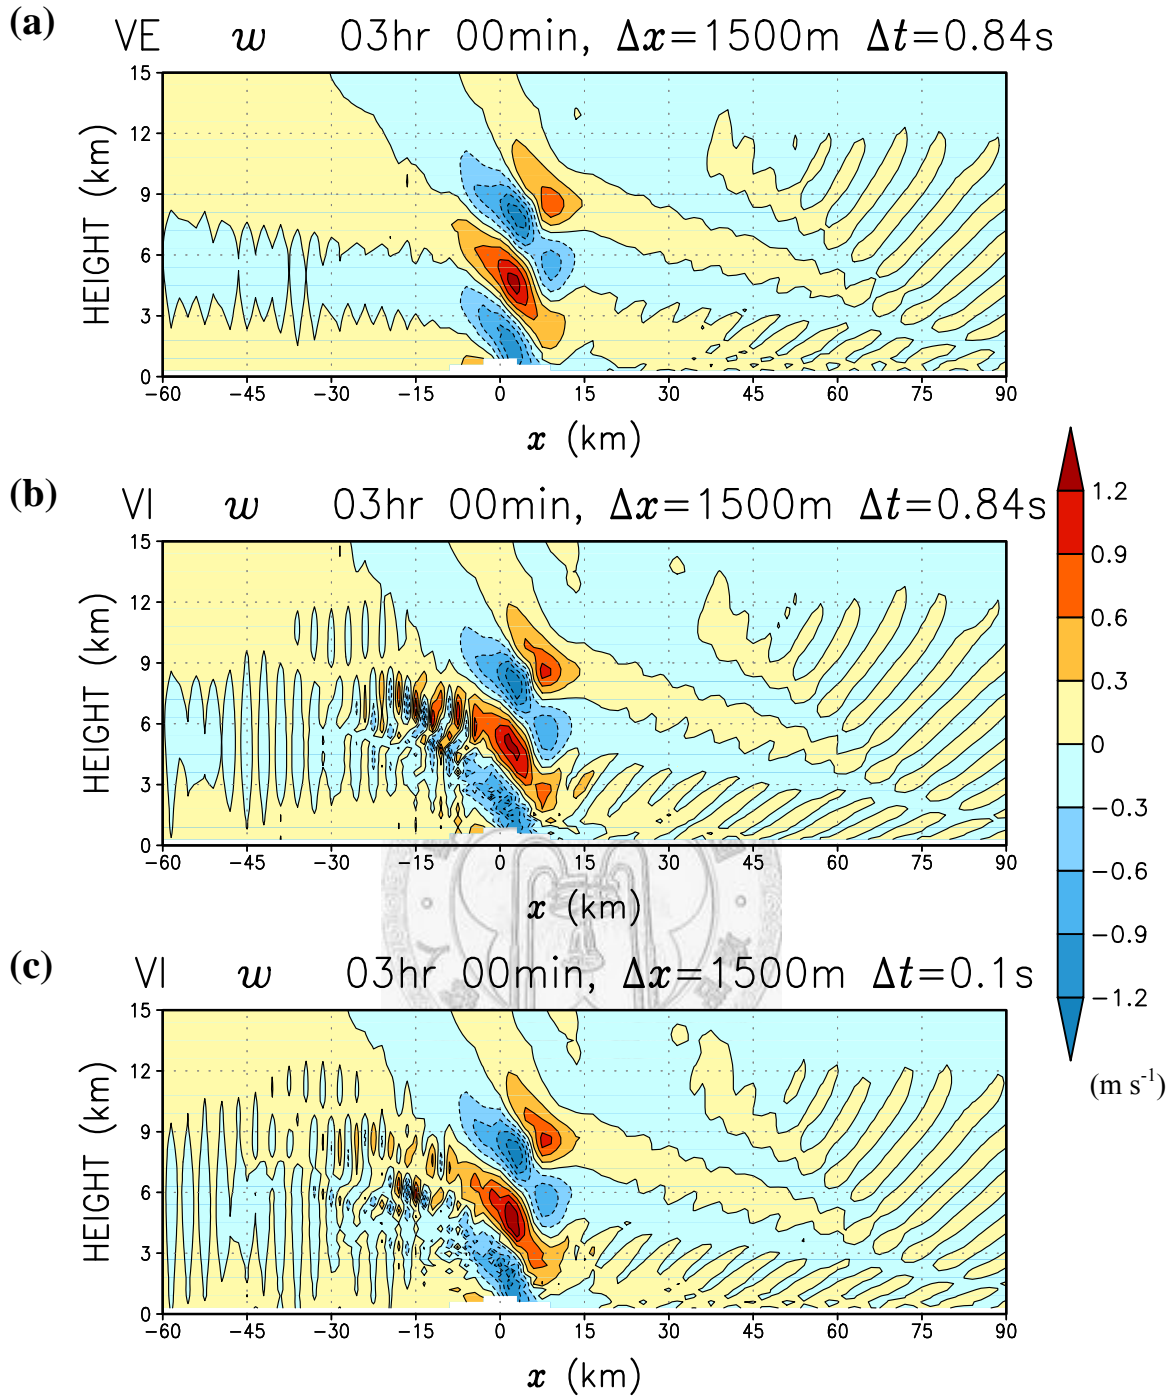 (a)
VE w 03hr 00min, Δx=1500m Δt=0.84s
15
12
9
6
3
0
HEIGHT (km)
−60 −45 −30 −15 0 15 30 45 60 75 90
x (km)
(b)
VI w 03hr 00min, Δx=1500m Δt=0.84s
15
12
9
6
3
0
HEIGHT (km)
−60 −45 −30 −15 0 15 30 45 60 75 90
x (km)
(c)
VI w 03hr 00min, Δx=1500m Δt=0.1s
15
12
9
6
3
0
HEIGHT (km)
−60 −45 −30 −15 0 15 30 45 60 75 90
x (km)
1.2
0.9
0.6
0.3
0
−0.3
−0.6
−0.9
−1.2
(m s⁻¹)